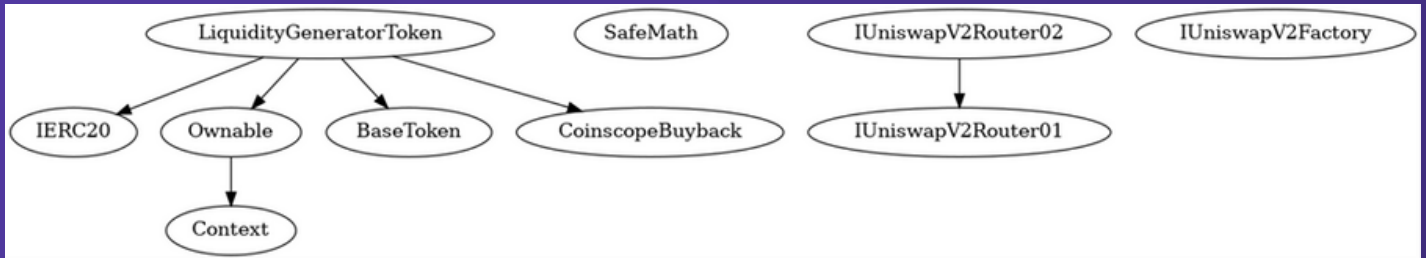 LiquidityGeneratorToken
SafeMath
IUniswapV2Router02
IUniswapV2Factory
IERC20
Ownable
BaseToken
CoinscopeBuyback
IUniswapV2Router01
Context